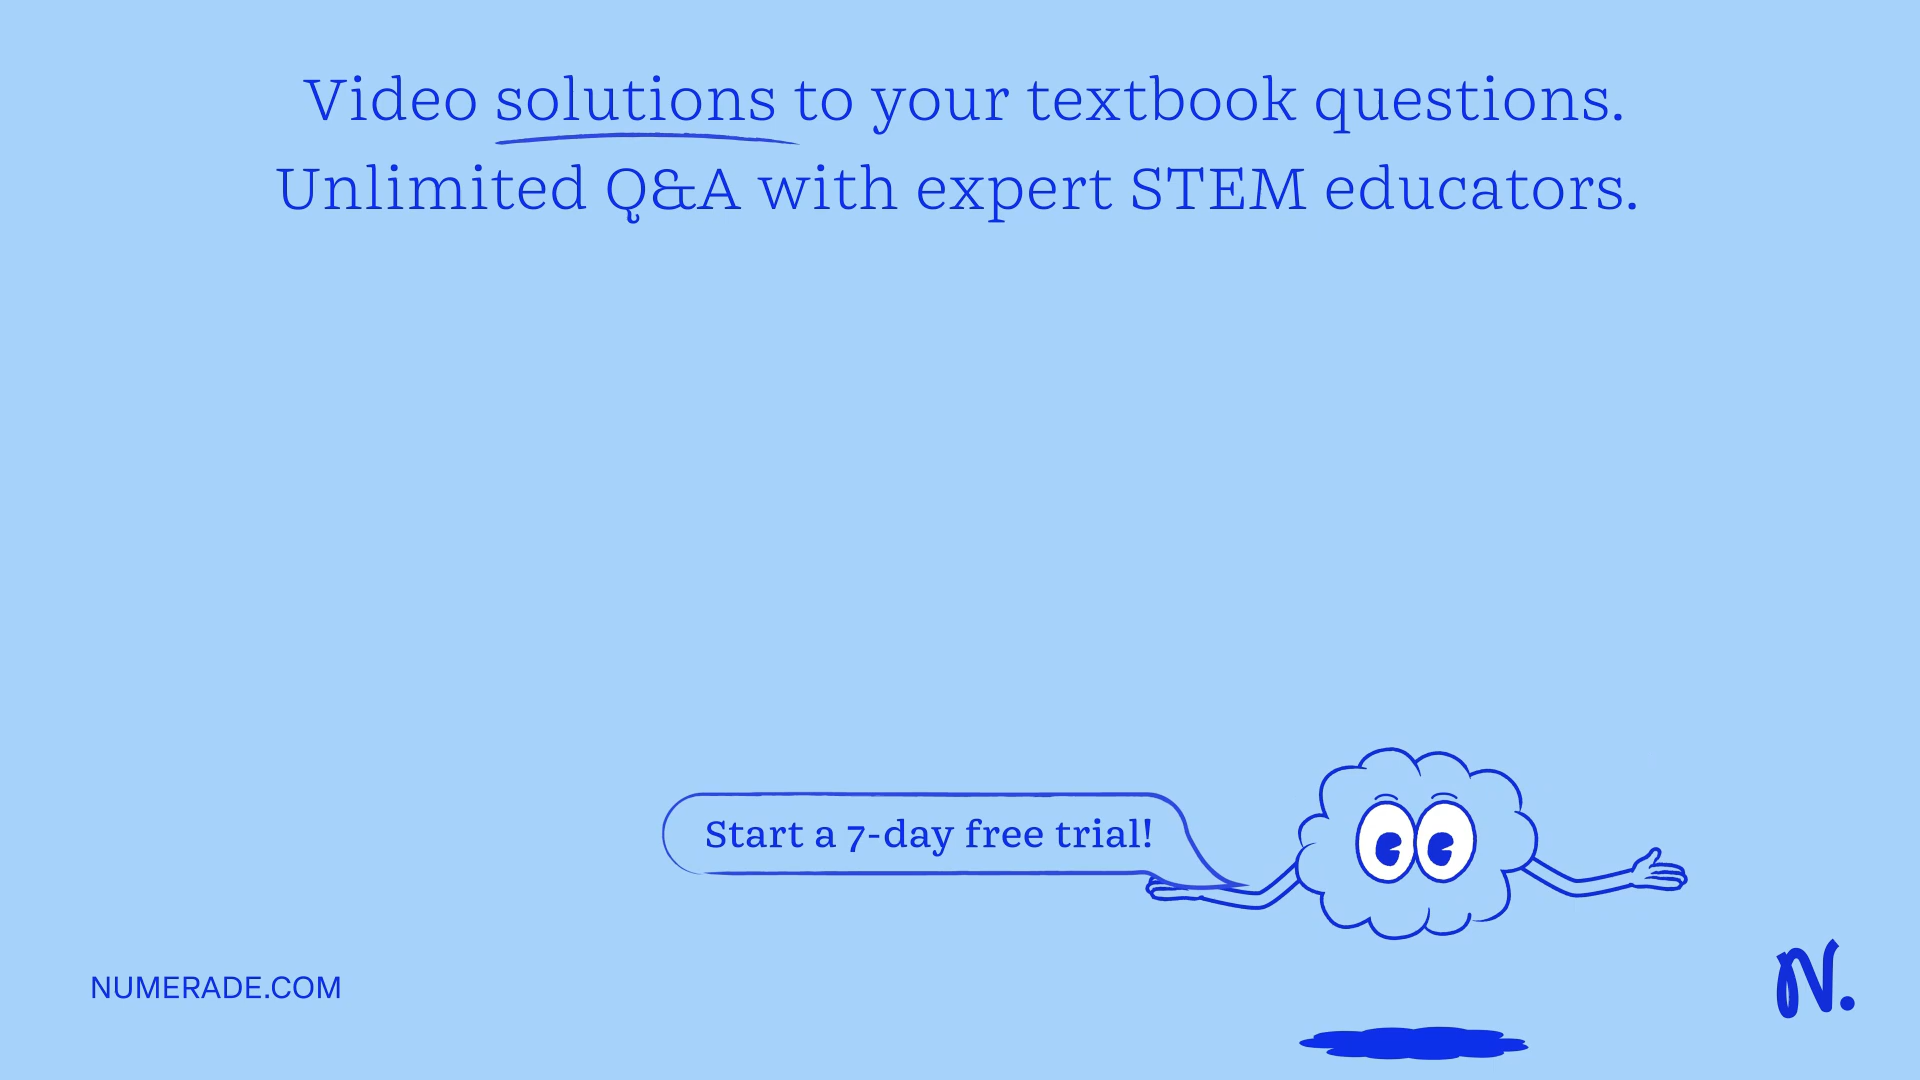 Video solutions to your textbook questions.
Unlimited Q&A with expert STEM educators.
Start a 7-day free trial!
NUMERADE.COM
N.